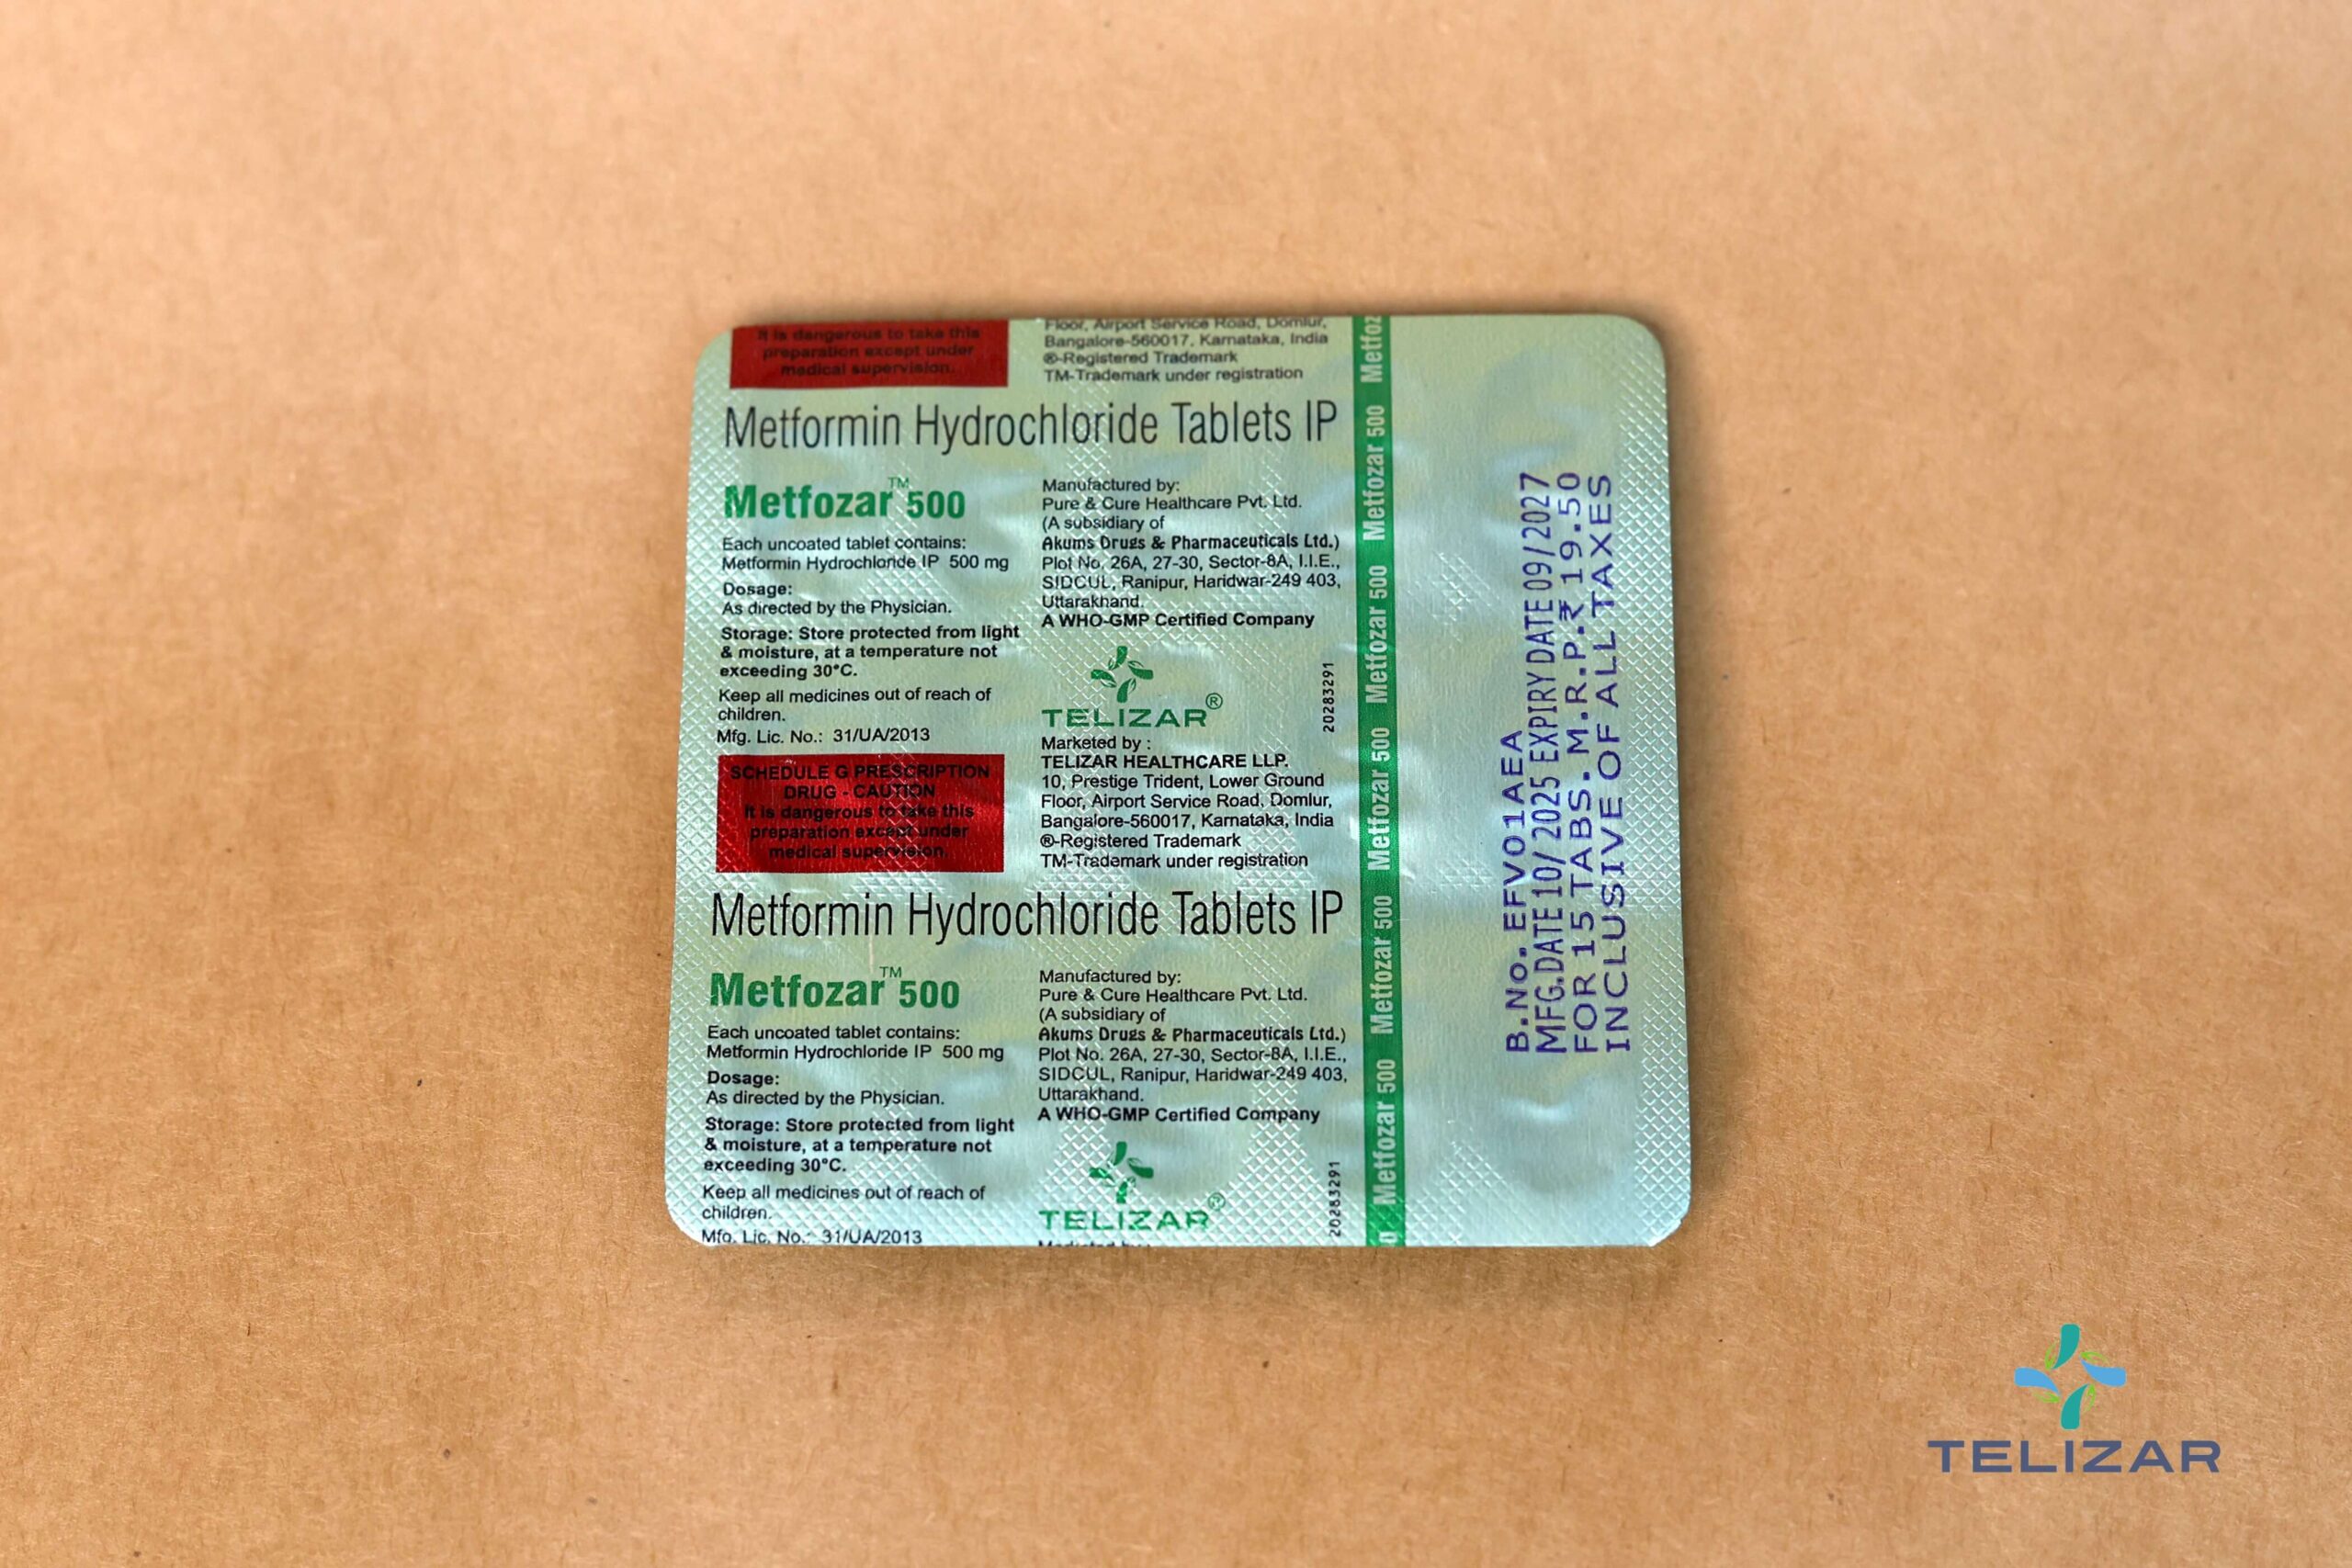 It is dangerous to take this
preparation except under
medical supervision.
Floor, Airport Service Road, Domlur,
Bangalore-560017, Karnataka, India
®-Registered Trademark
TM-Trademark under registration
Metformin Hydrochloride Tablets IP
Metfozar™ 500
Each uncoated tablet contains:
Metformin Hydrochloride IP 500 mg
Dosage:
As directed by the Physician.
Storage: Store protected from light
& moisture, at a temperature not
exceeding 30°C.
Keep all medicines out of reach of
children.
Mfg. Lic. No.: 31/UA/2013
SCHEDULE G PRESCRIPTION
DRUG - CAUTION
It is dangerous to take this
preparation except under
medical supervision.
Manufactured by:
Pure & Cure Healthcare Pvt. Ltd.
(A subsidiary of
Akums Drugs & Pharmaceuticals Ltd.)
Plot No. 26A, 27-30, Sector-8A, I.I.E.,
SIDCUL, Ranipur, Haridwar-249 403,
Uttarakhand.
A WHO-GMP Certified Company
TELIZAR®
20283291
Marketed by :
TELIZAR HEALTHCARE LLP.
10, Prestige Trident, Lower Ground
Floor, Airport Service Road, Domlur,
Bangalore-560017, Karnataka, India
®-Registered Trademark
TM-Trademark under registration
Metformin Hydrochloride Tablets IP
Metfozar™ 500
Each uncoated tablet contains:
Metformin Hydrochloride IP 500 mg
Dosage:
As directed by the Physician.
Storage: Store protected from light
& moisture, at a temperature not
exceeding 30°C.
Keep all medicines out of reach of
children.
Mfg. Lic. No.: 31/UA/2013
Manufactured by:
Pure & Cure Healthcare Pvt. Ltd.
(A subsidiary of
Akums Drugs & Pharmaceuticals Ltd.)
Plot No. 26A, 27-30, Sector-8A, I.I.E.,
SIDCUL, Ranipur, Haridwar-249 403,
Uttarakhand.
A WHO-GMP Certified Company
TELIZAR®
20283291
Metfozar 500 Metfozar 500 Metfozar 500 Metfozar 500 Metfozar 500 Metfoz
B.No. EFV01AEA
MFG.DATE 10/2025 EXPIRY DATE 09/2027
FOR 15 TABS. M.R.P.₹ 19.50
INCLUSIVE OF ALL TAXES
TELIZAR